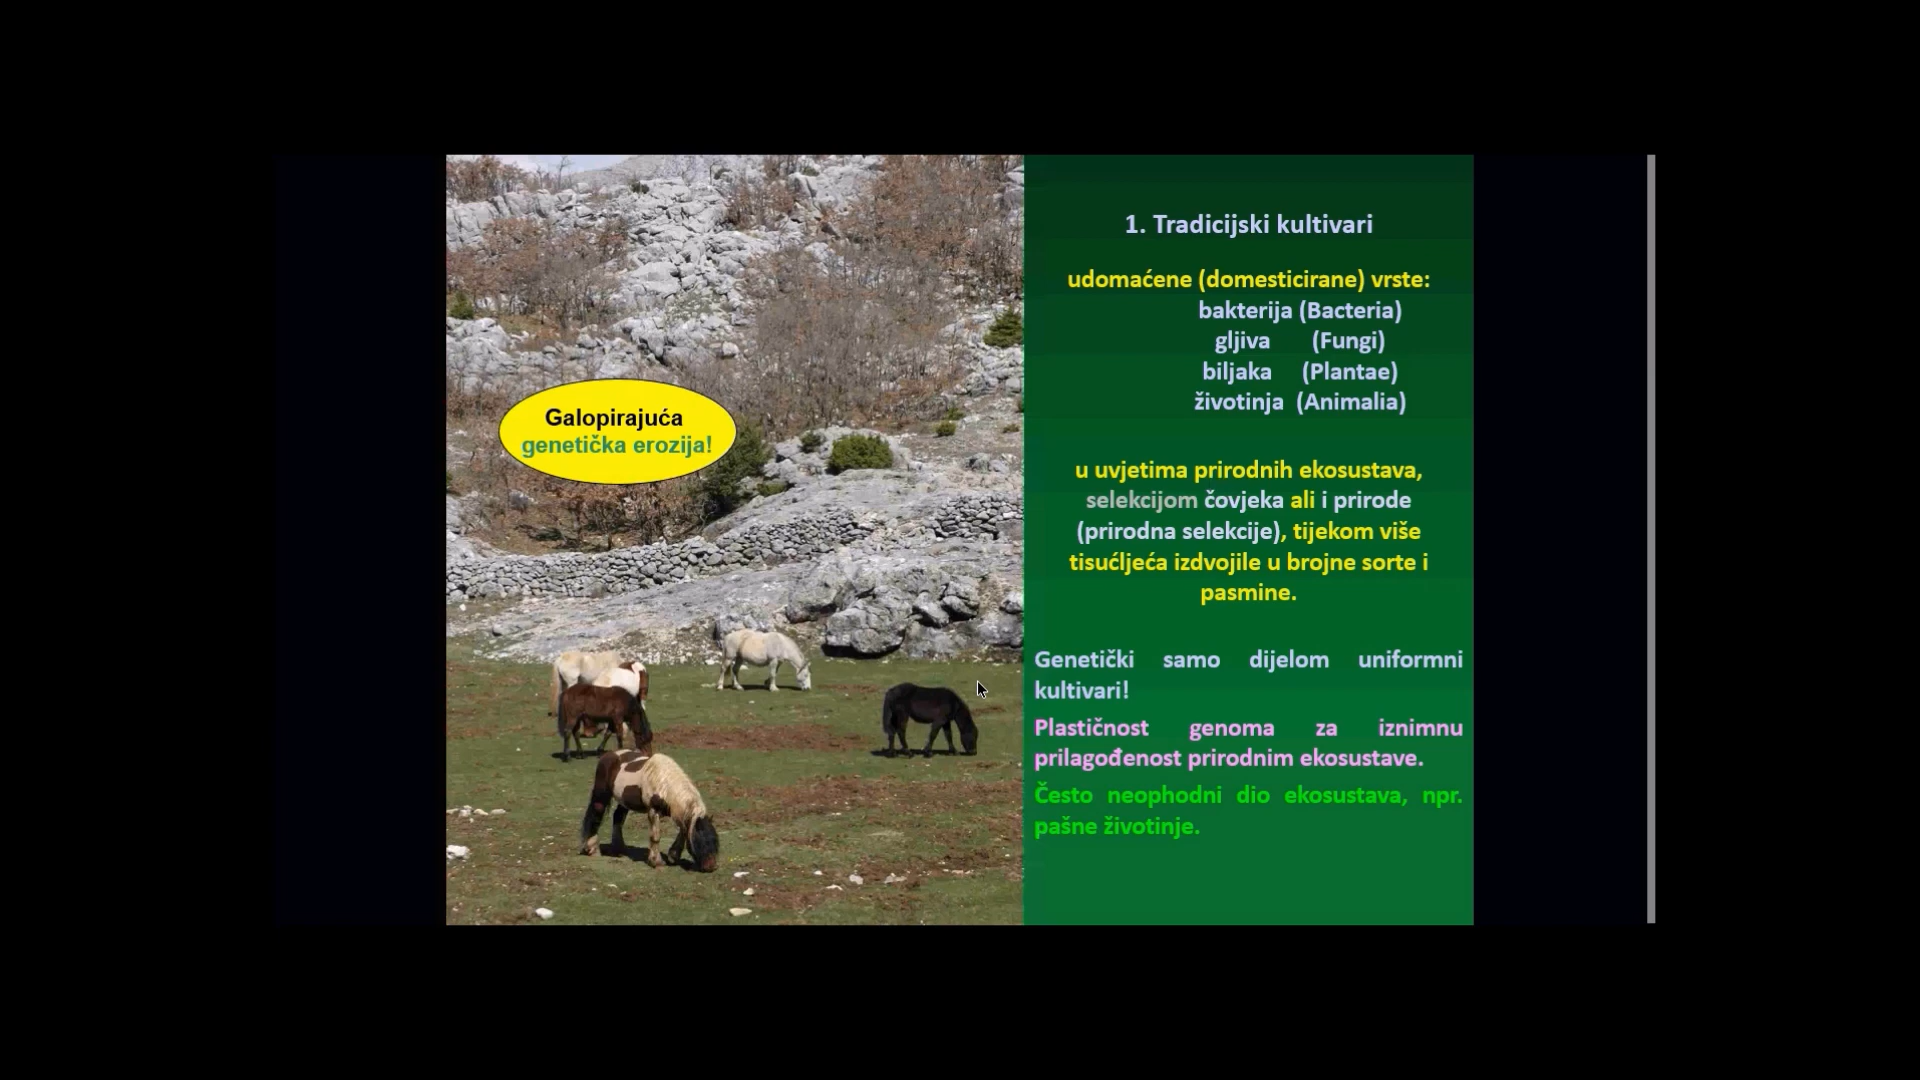 Galopirajuća
genetička erozija!
1. Tradicijski kultivari
udomaćene (domesticirane) vrste:
bakterija (Bacteria)
gljiva (Fungi)
biljaka (Plantae)
životinja (Animalia)
u uvjetima prirodnih ekosustava,
selekcijom čovjeka ali i prirode
(prirodna selekcije), tijekom više
tisućljeća izdvojile u brojne sorte i
pasmine.
Genetički samo dijelom uniformni
kultivari!
Plastičnost genoma za iznimnu
prilagođenost prirodnim ekosustave.
Često neophodni dio ekosustava, npr.
pašne životinje.